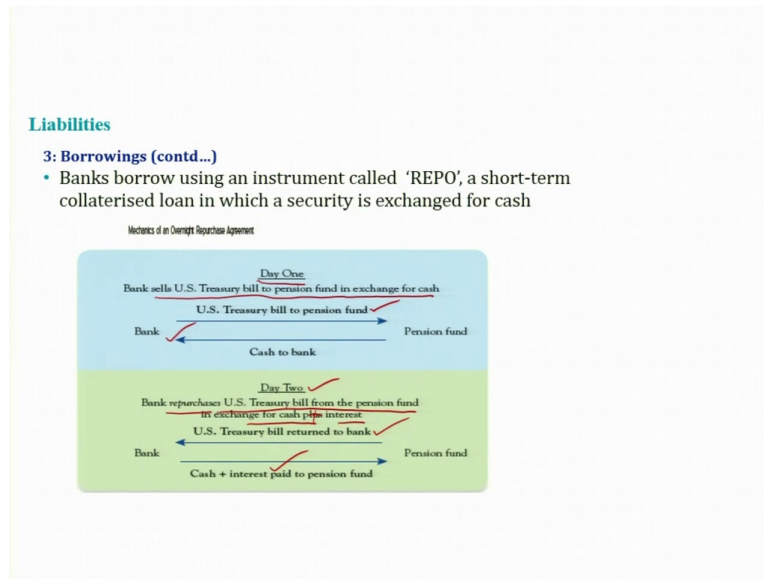 Liabilities
3: Borrowings (contd...)
• Banks borrow using an instrument called 'REPO', a short-term
collaterised loan in which a security is exchanged for cash
Mechanics of an Overnight Repurchase Agreement
Day One
Bank sells U.S. Treasury bill to pension fund in exchange for cash
U.S. Treasury bill to pension fund
Bank Pension fund
Cash to bank
Day Two
Bank repurchases U.S. Treasury bill from the pension fund
in exchange for cash plus interest
U.S. Treasury bill returned to bank
Bank Pension fund
Cash + interest paid to pension fund